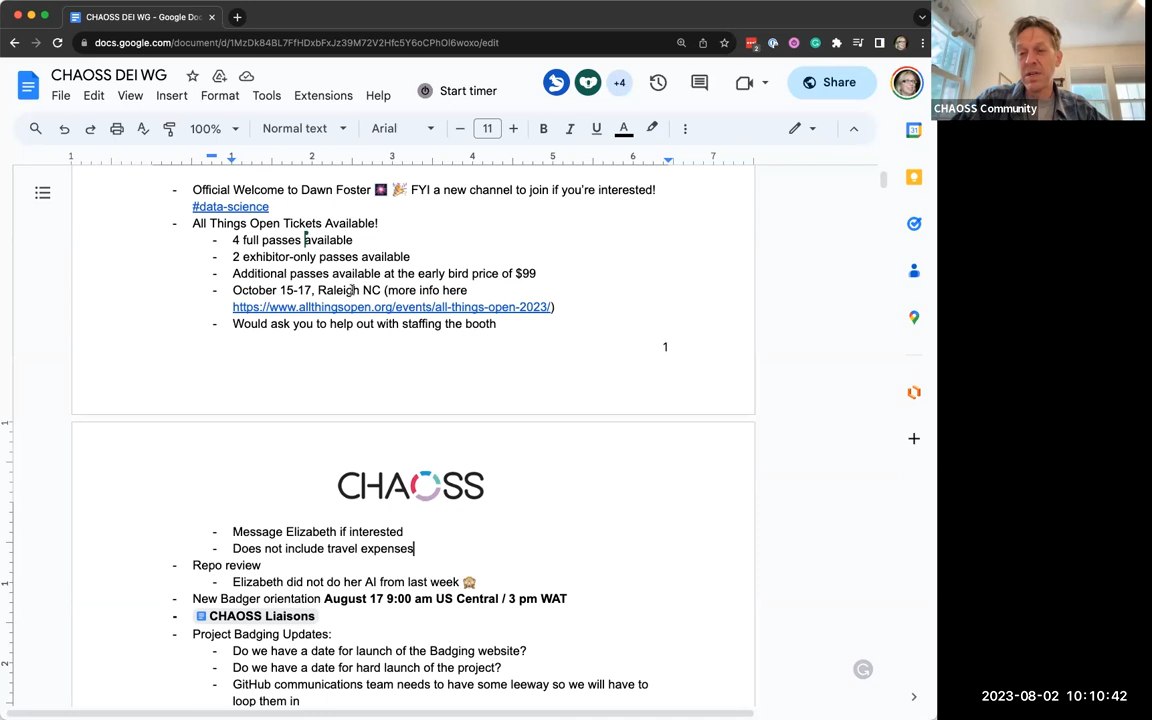 CHAOSS DEI WG - Google Doc
docs.google.com/document/d/1MzDk84BL7FfHDxbFxJz39M72V2Hfc5Y6oCPhOI6woxo/edit
CHAOSS DEI WG
File Edit View Insert Format Tools Extensions Help
Start timer
+4
Share
100% Normal text Arial 11 B I U A
CHAOSS Community
1 1 2 3 4 5 6 7
- Official Welcome to Dawn Foster 🎆 🎉 FYI a new channel to join if you're interested!
#data-science
- All Things Open Tickets Available!
- 4 full passes available
- 2 exhibitor-only passes available
- Additional passes available at the early bird price of $99
- October 15-17, Raleigh NC (more info here
https://www.allthingsopen.org/events/all-things-open-2023/)
- Would ask you to help out with staffing the booth
1
CHAOSS
- Message Elizabeth if interested
- Does not include travel expenses
- Repo review
- Elizabeth did not do her AI from last week 🙈
- New Badger orientation August 17 9:00 am US Central / 3 pm WAT
- CHAOSS Liaisons
- Project Badging Updates:
- Do we have a date for launch of the Badging website?
- Do we have a date for hard launch of the project?
- GitHub communications team needs to have some leeway so we will have to
loop them in
2023-08-02 10:10:42